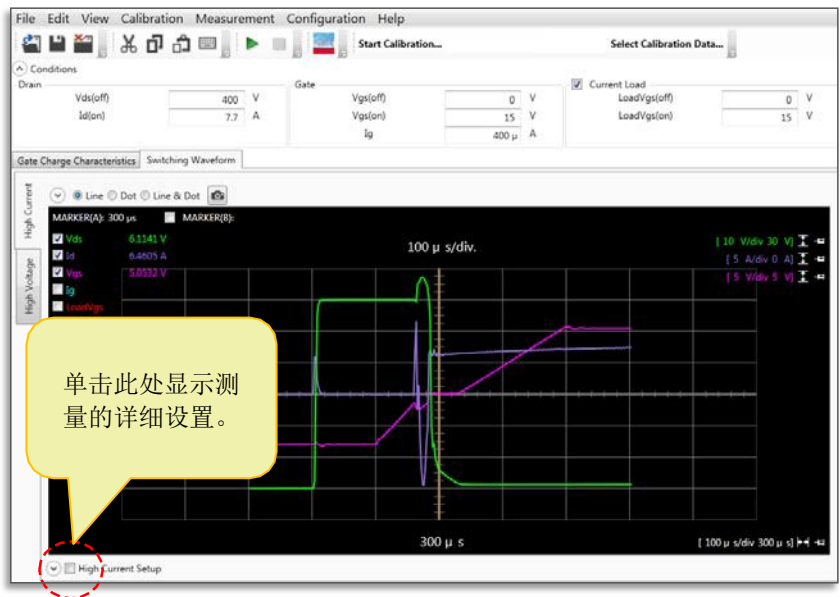 File Edit View Calibration Measurement Configuration Help
Start Calibration... Select Calibration Data...
Conditions
Drain Gate Current Load
Vds(off) 400 V Vgs(off) 0 V LoadVgs(off) 0 V
Id(on) 7.7 A Vgs(on) 15 V LoadVgs(on) 15 V
Ig 400 μ A
Gate Charge Characteristics Switching Waveform
High Current
High Voltage
Line Dot Line & Dot
MARKER(A): 300 μs MARKER(B):
Vds 6.1141 V 100 μ s/div. [ 10 V/div 30 V]
Id 6.4605 A [ 5 A/div 0 A]
Vgs 5.0532 V [ 5 V/div 5 V]
Ig
LoadVgs
单击此处显示测
量的详细设置。
300 μ s [ 100 μ s/div 300 μ s]
High Current Setup